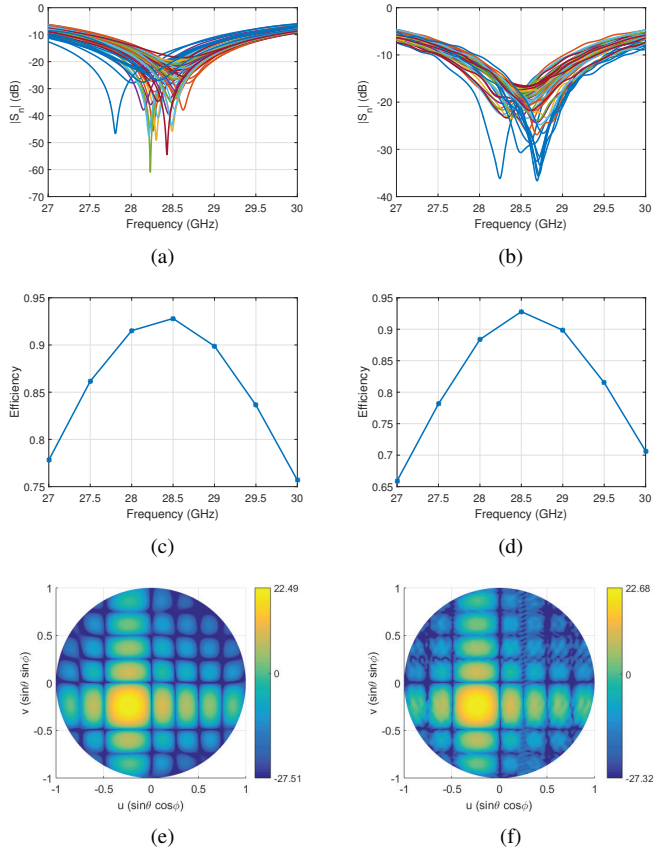 0
-10
-20
-30
-40
-50
-60
-70
|S_n| (dB)
27 27.5 28 28.5 29 29.5 30
Frequency (GHz)
(a)
0
-10
-20
-30
-40
|S_n| (dB)
27 27.5 28 28.5 29 29.5 30
Frequency (GHz)
(b)
0.95
0.9
0.85
0.8
0.75
Efficiency
27 27.5 28 28.5 29 29.5 30
Frequency (GHz)
(c)
0.95
0.9
0.85
0.8
0.75
0.7
0.65
Efficiency
27 27.5 28 28.5 29 29.5 30
Frequency (GHz)
(d)
1
0.5
0
-0.5
-1
v (sinθ sinϕ)
-1 -0.5 0 0.5 1
u (sinθ cosϕ)
22.49
0
-27.51
(e)
1
0.5
0
-0.5
-1
v (sinθ sinϕ)
-1 -0.5 0 0.5 1
u (sinθ cosϕ)
22.68
0
-27.32
(f)